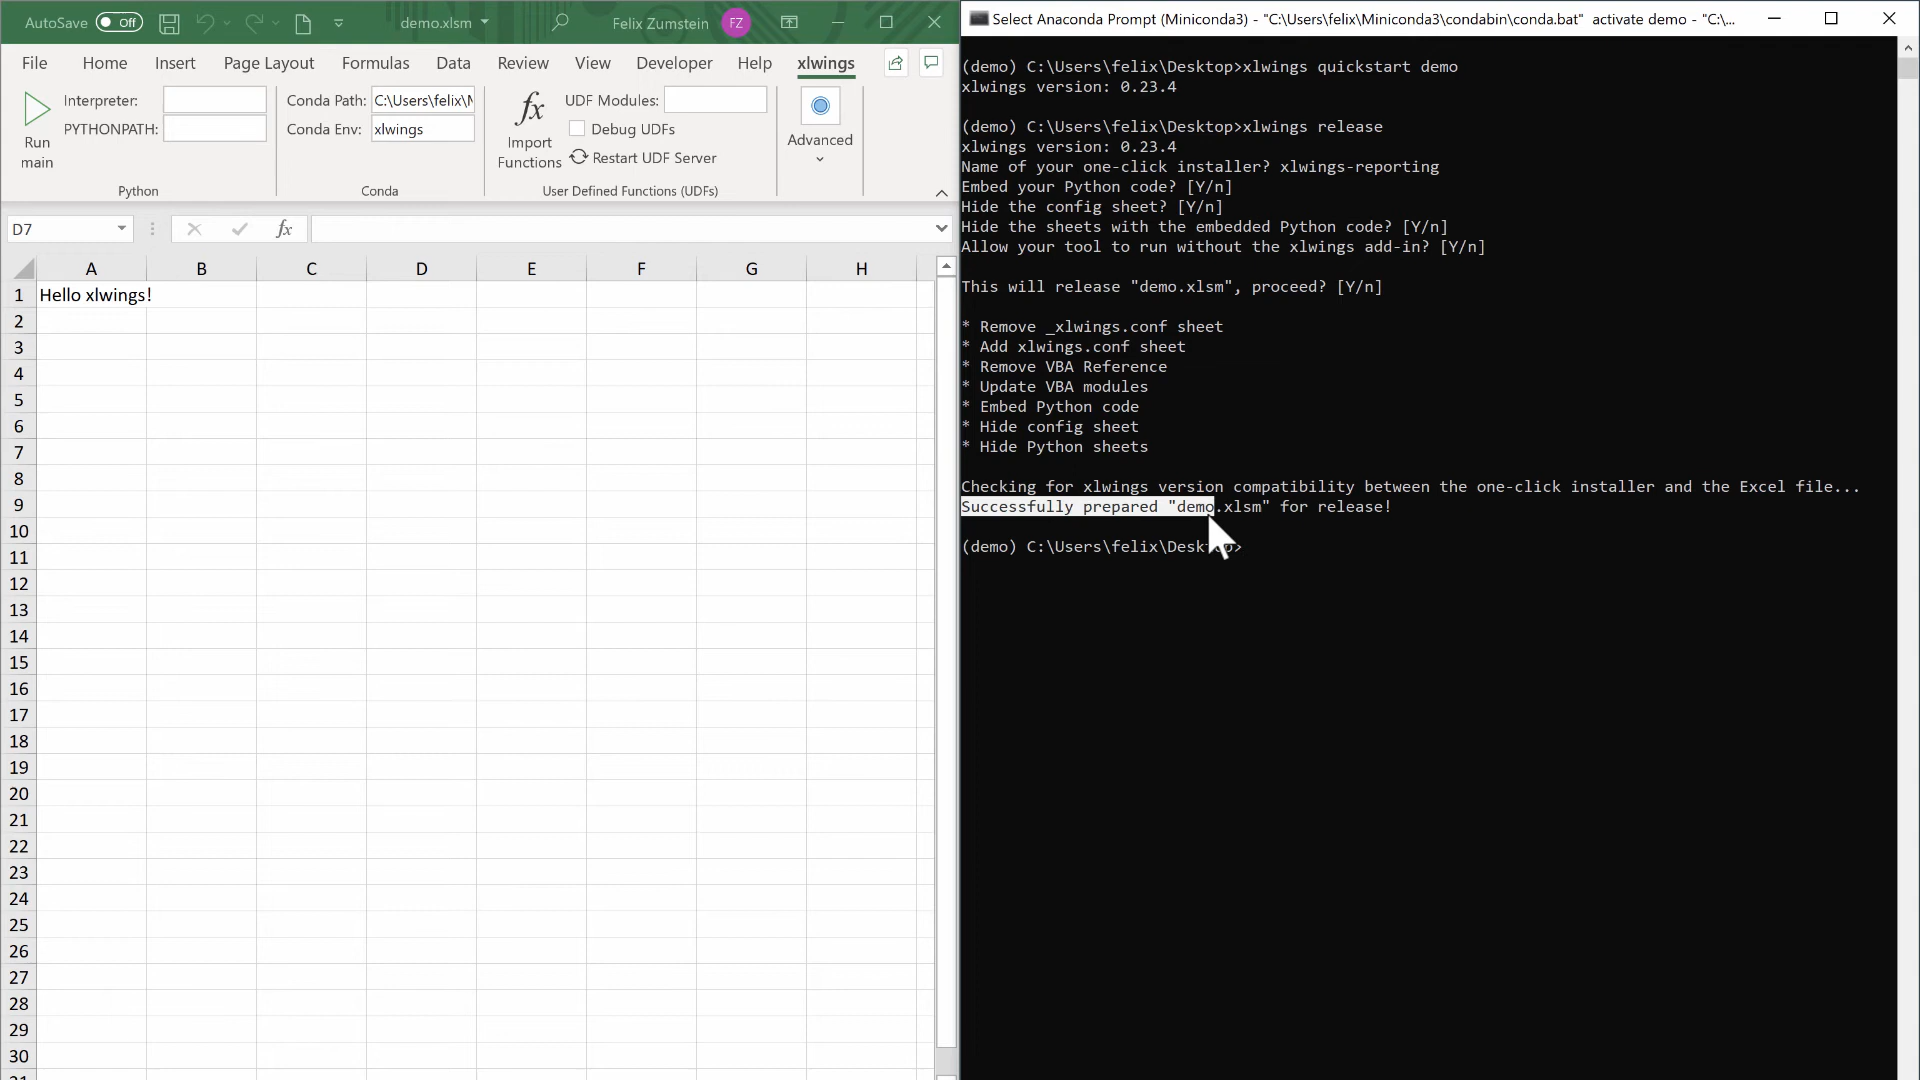 AutoSave Off demo.xlsm Felix Zumstein FZ
File Home Insert Page Layout Formulas Data Review View Developer Help xlwings
Run main
Interpreter:
PYTHONPATH:
Python
Conda Path: C:\Users\felix\M
Conda Env: xlwings
Conda
fx
Import Functions
UDF Modules:
Debug UDFs
Restart UDF Server
User Defined Functions (UDFs)
Advanced
D7 fx
A B C D E F G H
1 Hello xlwings!
2
3
4
5
6
7
8
9
10
11
12
13
14
15
16
17
18
19
20
21
22
23
24
25
26
27
28
29
30
31
Select Anaconda Prompt (Miniconda3) - "C:\Users\felix\Miniconda3\condabin\conda.bat" activate demo - "C:\...
(demo) C:\Users\felix\Desktop>xlwings quickstart demo
xlwings version: 0.23.4
(demo) C:\Users\felix\Desktop>xlwings release
xlwings version: 0.23.4
Name of your one-click installer? xlwings-reporting
Embed your Python code? [Y/n]
Hide the config sheet? [Y/n]
Hide the sheets with the embedded Python code? [Y/n]
Allow your tool to run without the xlwings add-in? [Y/n]
This will release "demo.xlsm", proceed? [Y/n]
* Remove _xlwings.conf sheet
* Add xlwings.conf sheet
* Remove VBA Reference
* Update VBA modules
* Embed Python code
* Hide config sheet
* Hide Python sheets
Checking for xlwings version compatibility between the one-click installer and the Excel file...
Successfully prepared "demo.xlsm" for release!
(demo) C:\Users\felix\Desktop>